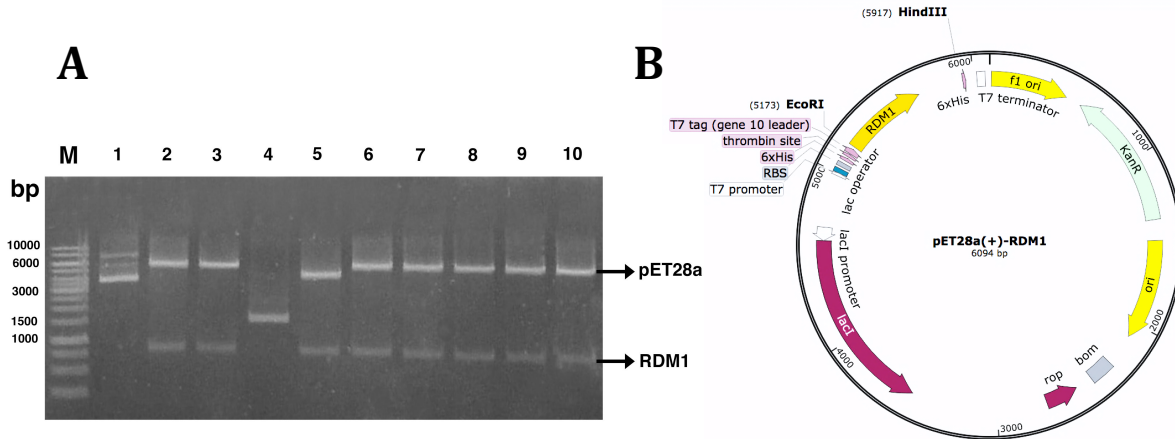 A
M 1 2 3 4 5 6 7 8 9 10
bp
10000
6000
3000
1500
1000
pET28a
RDM1
B
(5917) HindIII
6000
(5173) EcoRI
T7 tag (gene 10 leader)
thrombin site
6xHis
RBS
T7 promoter
lac operator
RDM1
6xHis
T7 terminator
f1 ori
1000
KanR
pET28a(+)-RDM1
6094 bp
ori
2000
bom
rop
3000
4000
lacI
lacI promoter